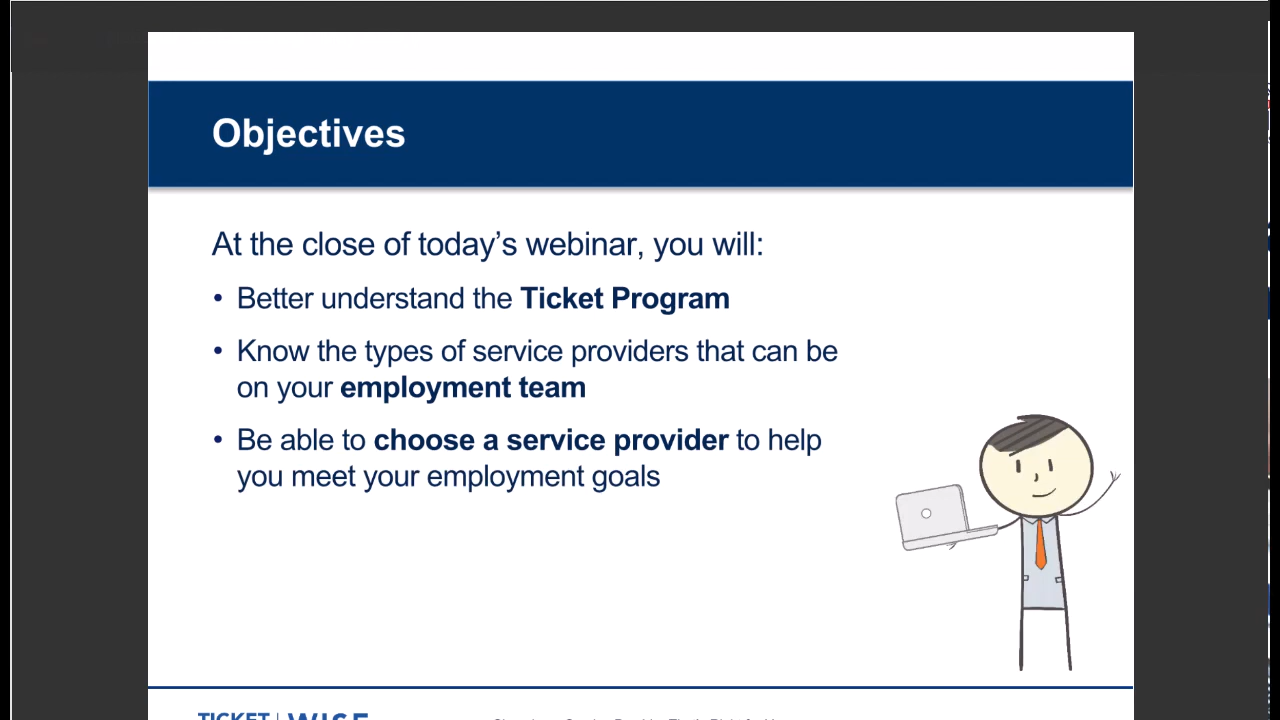 Objectives
At the close of today's webinar, you will:
• Better understand the Ticket Program
• Know the types of service providers that can be
on your employment team
• Be able to choose a service provider to help
you meet your employment goals
TICKET | WISE